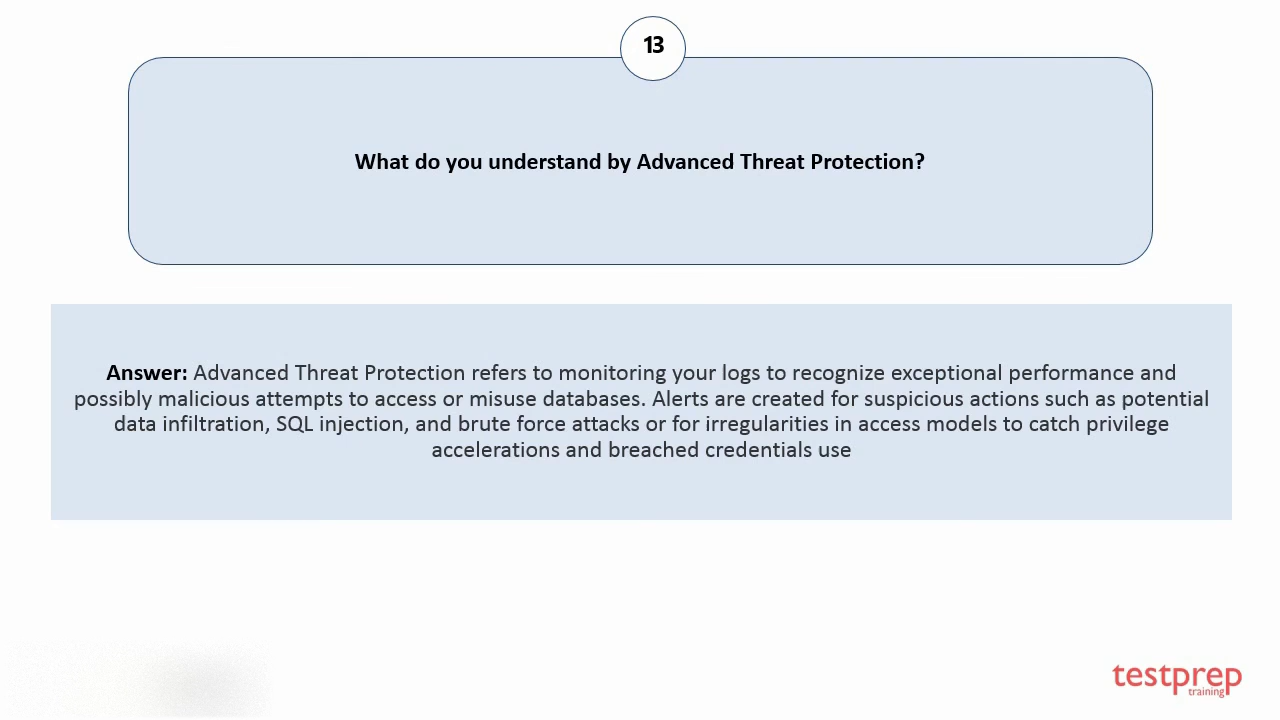 13
What do you understand by Advanced Threat Protection?
Answer: Advanced Threat Protection refers to monitoring your logs to recognize exceptional performance and
possibly malicious attempts to access or misuse databases. Alerts are created for suspicious actions such as potential
data infiltration, SQL injection, and brute force attacks or for irregularities in access models to catch privilege
accelerations and breached credentials use
testprep
training